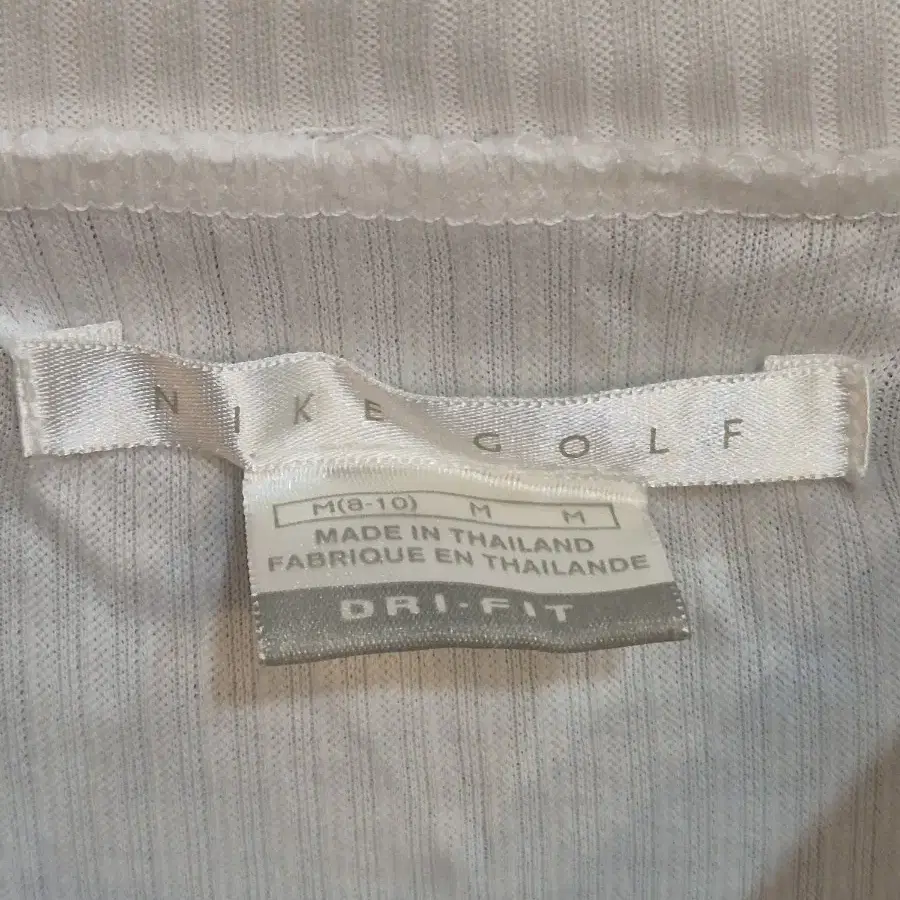 NIKE GOLF
M(8-10) M M
MADE IN THAILAND
FABRIQUE EN THAILANDE
DRI-FIT